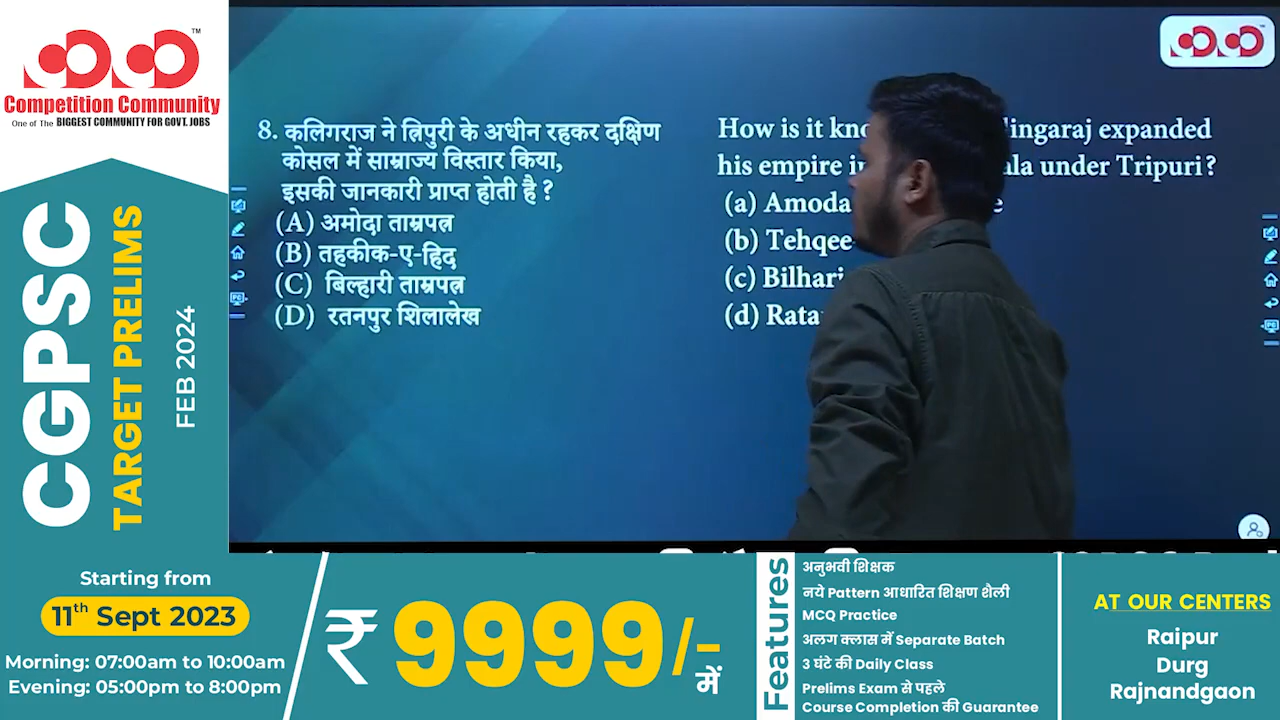 TM
Competition Community
One of The BIGGEST COMMUNITY FOR GOVT. JOBS
CGPSC
TARGET PRELIMS
FEB 2024
8. कलिगराज ने त्रिपुरी के अधीन रहकर दक्षिण
कोसल में साम्राज्य विस्तार किया,
इसकी जानकारी प्राप्त होती है ?
(A) अमोदा ताम्रपत्र
(B) तहकीक-ए-हिद
(C) बिल्हारी ताम्रपत्र
(D) रतनपुर शिलालेख
How is it expanded
his empire under Tripuri?
(a) Amoda
(b) Tehqee
(c) Bilhari
(d)
Starting from
11th Sept 2023
Morning: 07:00am to 10:00am
Evening: 05:00pm to 8:00pm
₹ 9999/- में
Features
अनुभवी शिक्षक
नये Pattern आधारित शिक्षण शैली
MCQ Practice
अलग क्लास में Separate Batch
3 घंटे की Daily Class
Prelims Exam से पहले
Course Completion की Guarantee
AT OUR CENTERS
Raipur
Durg
Rajnandgaon